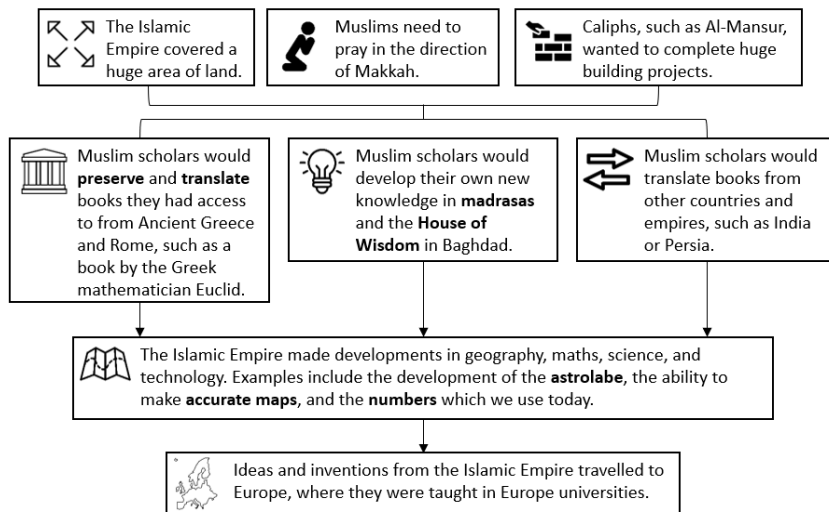 The Islamic
Empire covered a
huge area of land.
Muslims need to
pray in the direction
of Makkah.
Caliphs, such as Al-Mansur,
wanted to complete huge
building projects.
Muslim scholars would
preserve and translate
books they had access
to from Ancient Greece
and Rome, such as a
book by the Greek
mathematician Euclid.
Muslim scholars would
develop their own new
knowledge in madrasas
and the House of
Wisdom in Baghdad.
Muslim scholars would
translate books from
other countries and
empires, such as India
or Persia.
The Islamic Empire made developments in geography, maths, science, and
technology. Examples include the development of the astrolabe, the ability to
make accurate maps, and the numbers which we use today.
Ideas and inventions from the Islamic Empire travelled to
Europe, where they were taught in Europe universities.